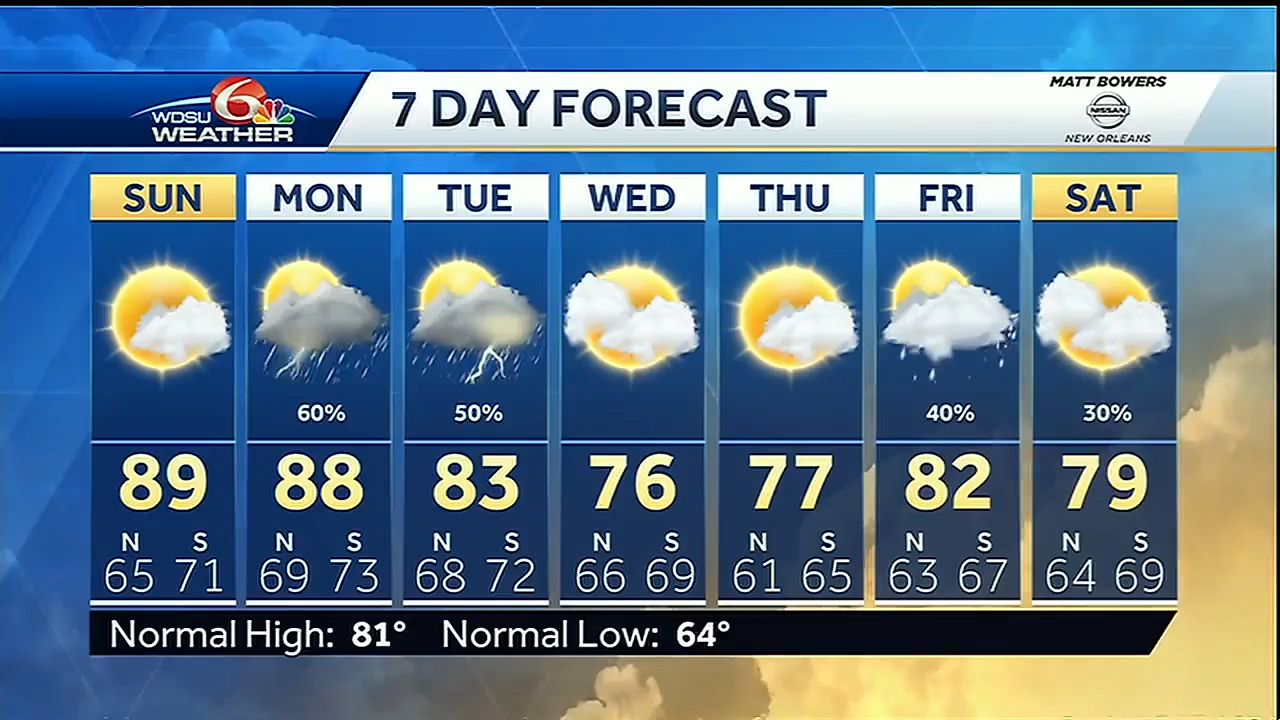 WDSU 6
WEATHER
7 DAY FORECAST
MATT BOWERS
NISSAN
NEW ORLEANS
SUN MON TUE WED THU FRI SAT
60% 50% 40% 30%
89 88 83 76 77 82 79
N S N S N S N S N S N S N S
65 71 69 73 68 72 66 69 61 65 63 67 64 69
Normal High: 81° Normal Low: 64°